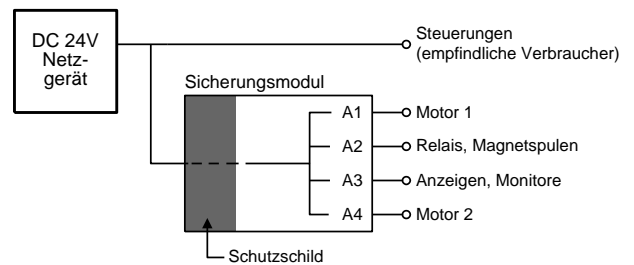 DC 24V
Netz-
gerät
Steuerungen
(empfindliche Verbraucher)
Sicherungsmodul
A1
Motor 1
A2
Relais, Magnetspulen
A3
Anzeigen, Monitore
A4
Motor 2
Schutzschild